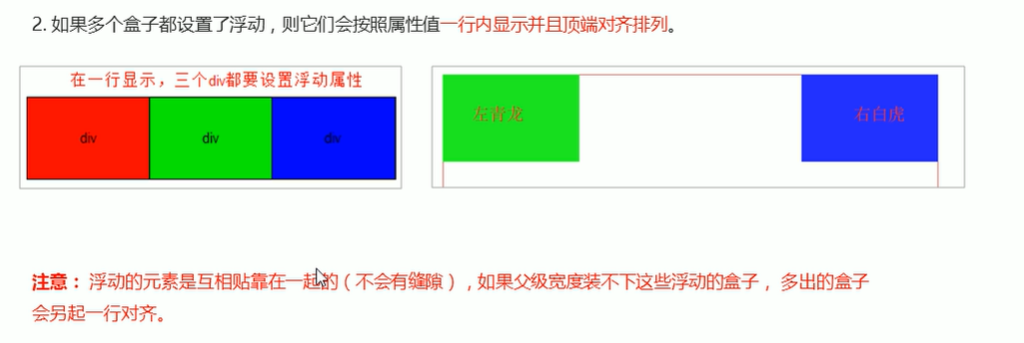 2. 如果多个盒子都设置了浮动，则它们会按照属性值一行内显示并且顶端对齐排列。
在一行显示，三个div都要设置浮动属性
div div div
左青龙 右白虎
注意： 浮动的元素是互相贴靠在一起的（不会有缝隙），如果父级宽度装不下这些浮动的盒子， 多出的盒子
会另起一行对齐。